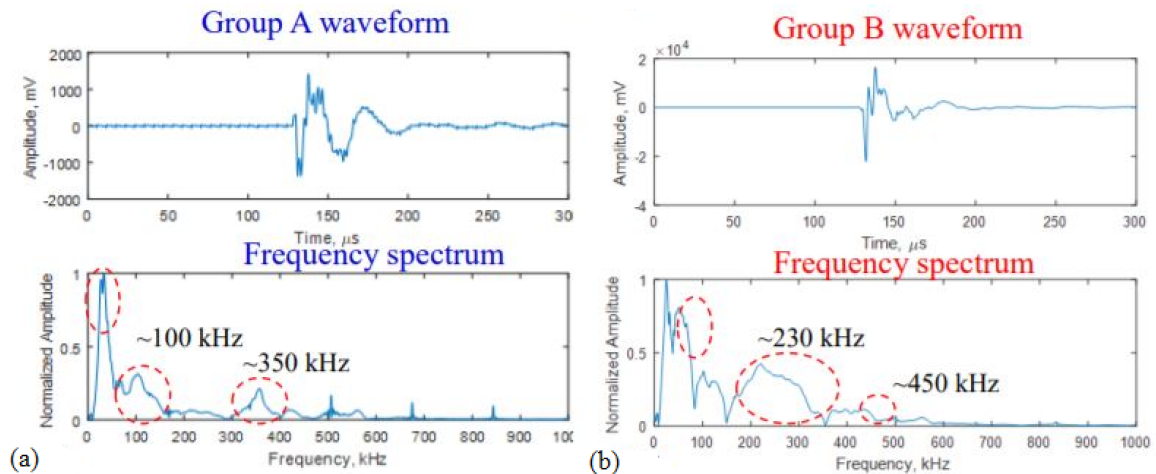 Group A waveform
2000
1000
0
-1000
-2000
Amplitude, mV
0 50 100 150 200 250 300
Time, μs
Frequency spectrum
1
0.5
0
Normalized Amplitude
~100 kHz
~350 kHz
0 100 200 300 400 500 600 700 800 900 1000
Frequency, kHz
(a)
Group B waveform
×10⁴
2
0
-2
-4
Amplitude, mV
0 50 100 150 200 250 300
Time, μs
Frequency spectrum
1
0.5
0
Normalized Amplitude
~230 kHz
~450 kHz
0 100 200 300 400 500 600 700 800 900 1000
Frequency, kHz
(b)